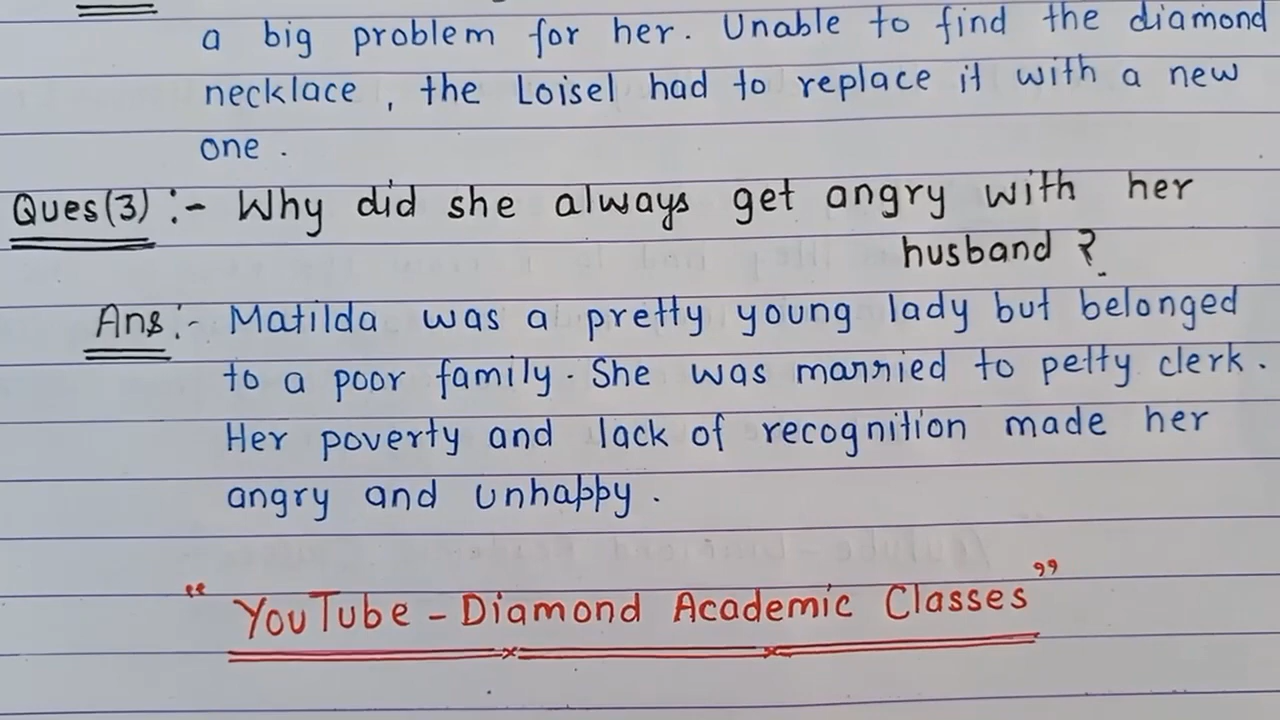 a big problem for her. Unable to find the diamond
necklace, the Loisel had to replace it with a new
one.
Ques(3):- Why did she always get angry with her
husband?
Ans:- Matilda was a pretty young lady but belonged
to a poor family. She was married to petty clerk.
Her poverty and lack of recognition made her
angry and unhappy.
"YouTube - Diamond Academic Classes"